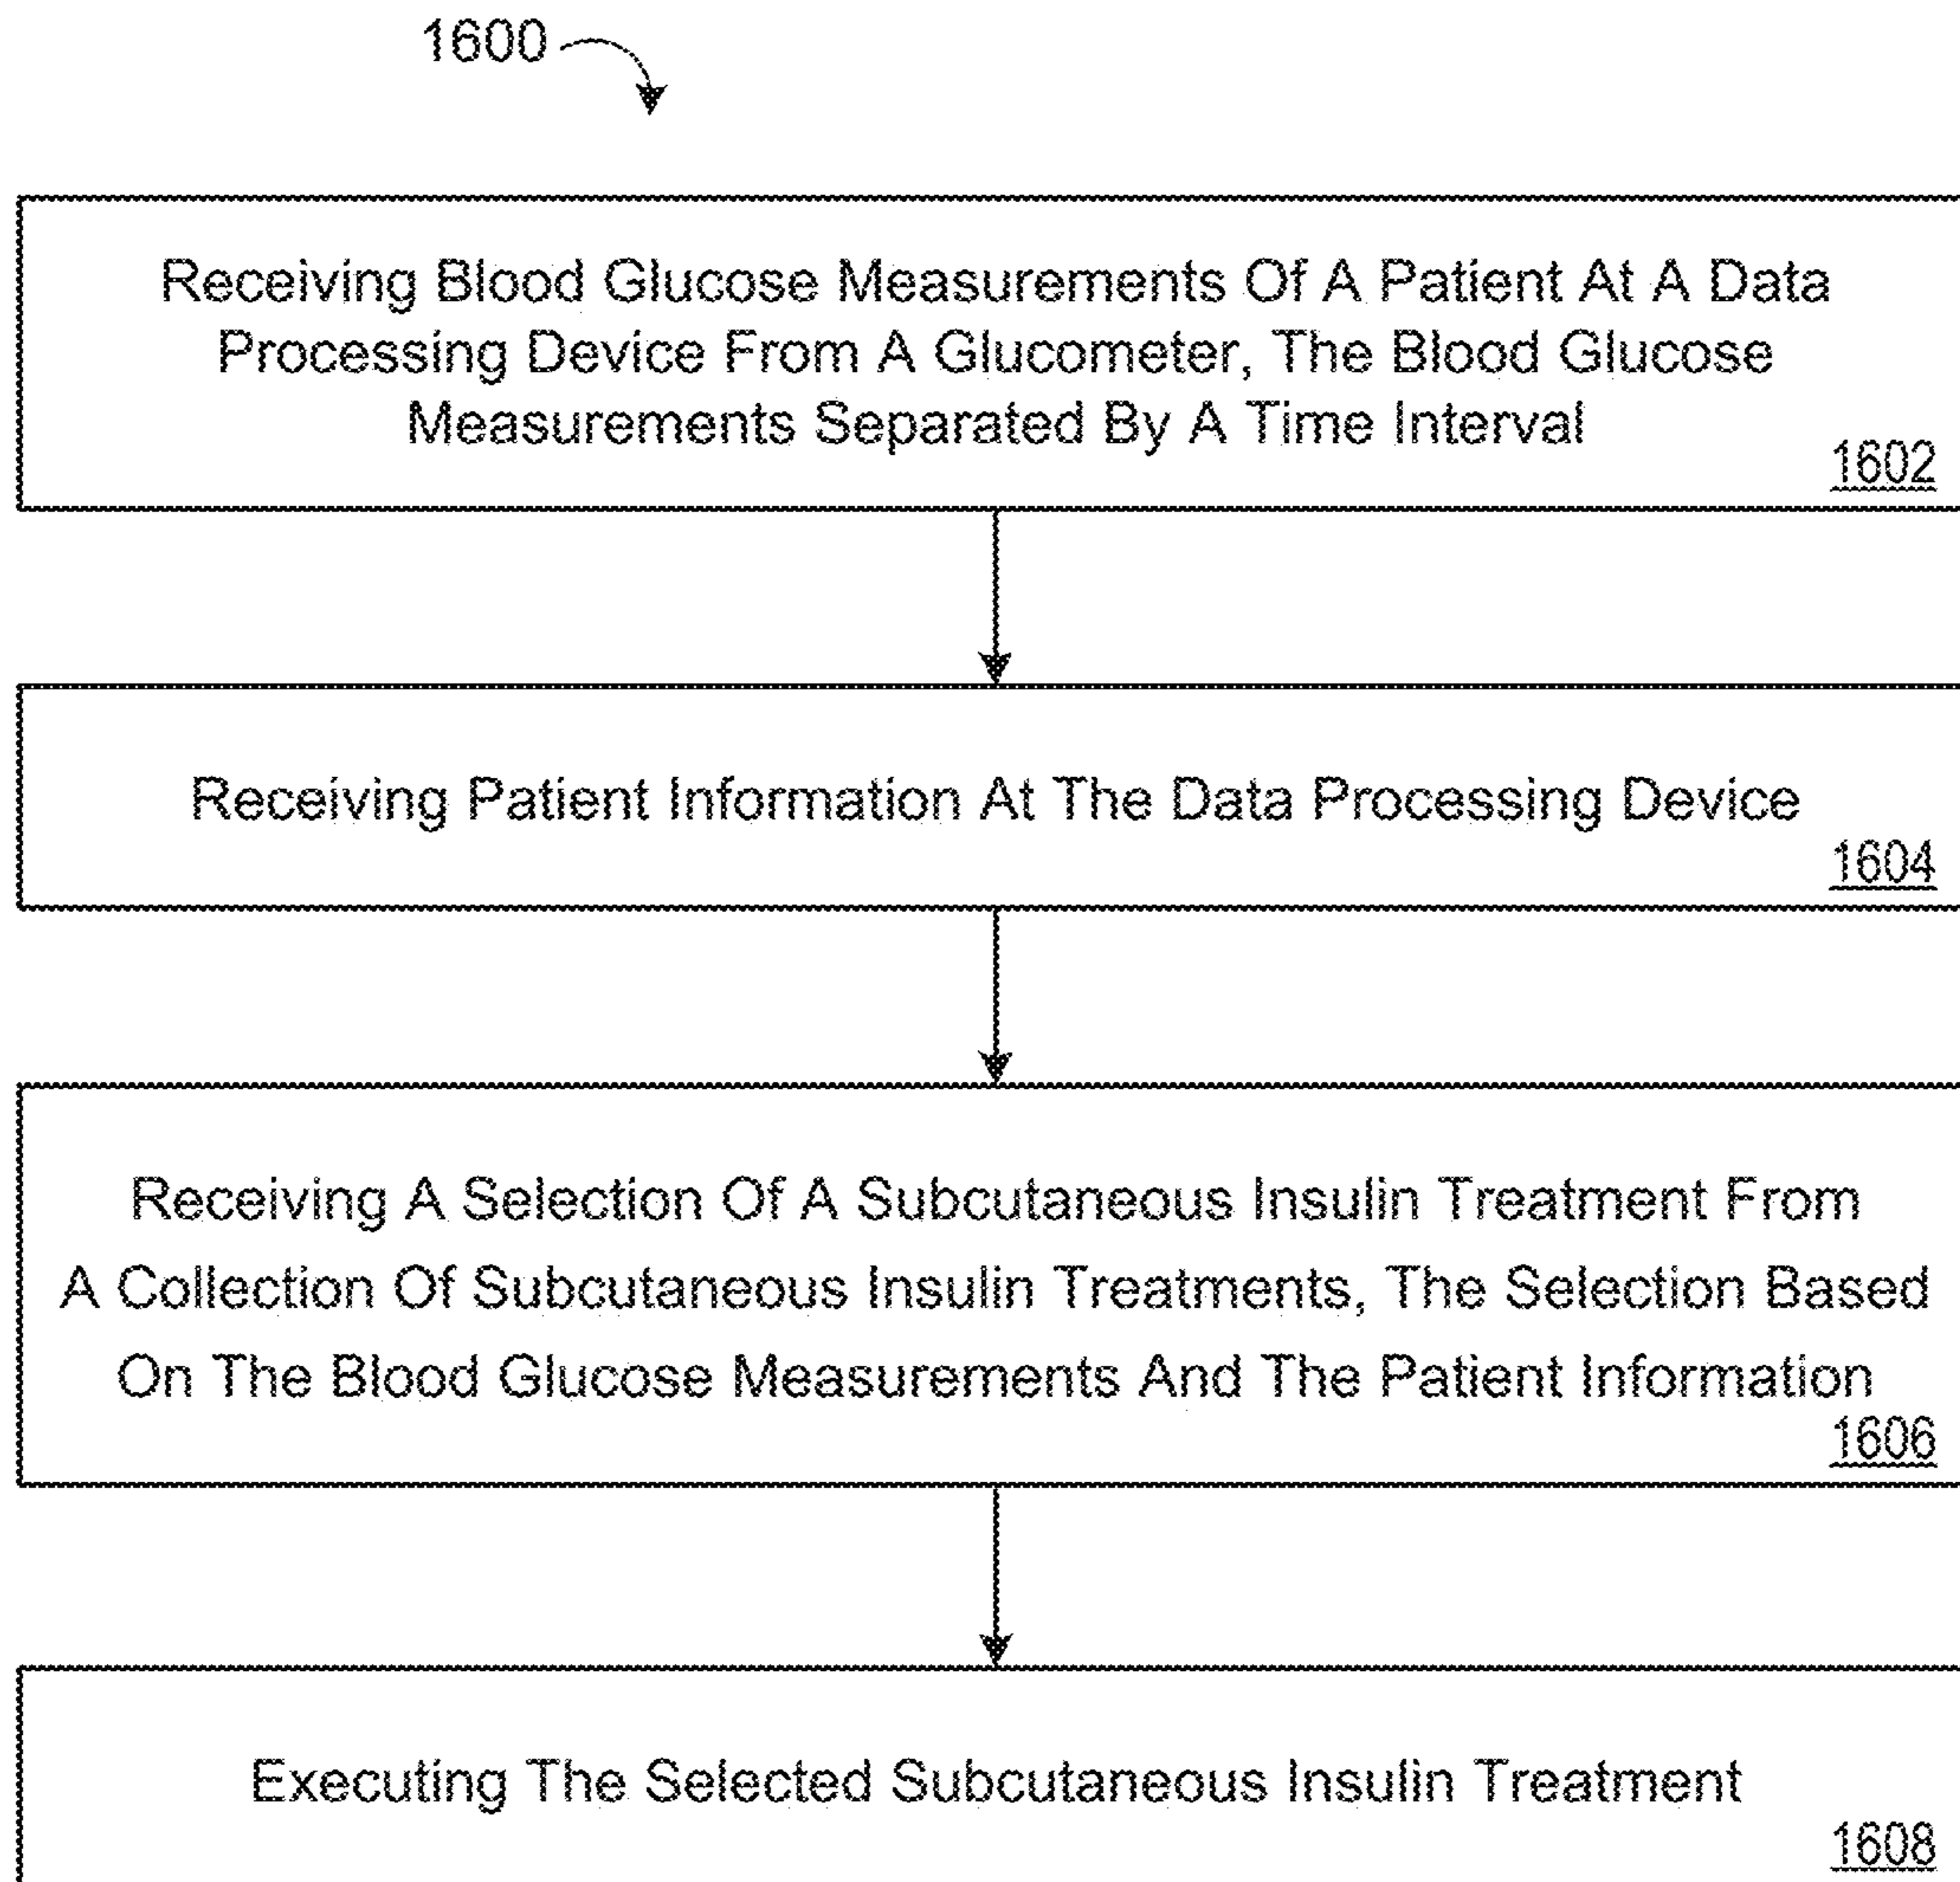 1600
Receiving Blood Glucose Measurements Of A Patient At A Data
Processing Device From A Glucometer, The Blood Glucose
Measurements Separated By A Time Interval
1602
Receiving Patient Information At The Data Processing Device
1604
Receiving A Selection Of A Subcutaneous Insulin Treatment From
A Collection Of Subcutaneous Insulin Treatments, The Selection Based
On The Blood Glucose Measurements And The Patient Information
1606
Executing The Selected Subcutaneous Insulin Treatment
1608